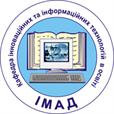 Кафедра інноваційних та інформаційних технологій в освіті
ІМАД